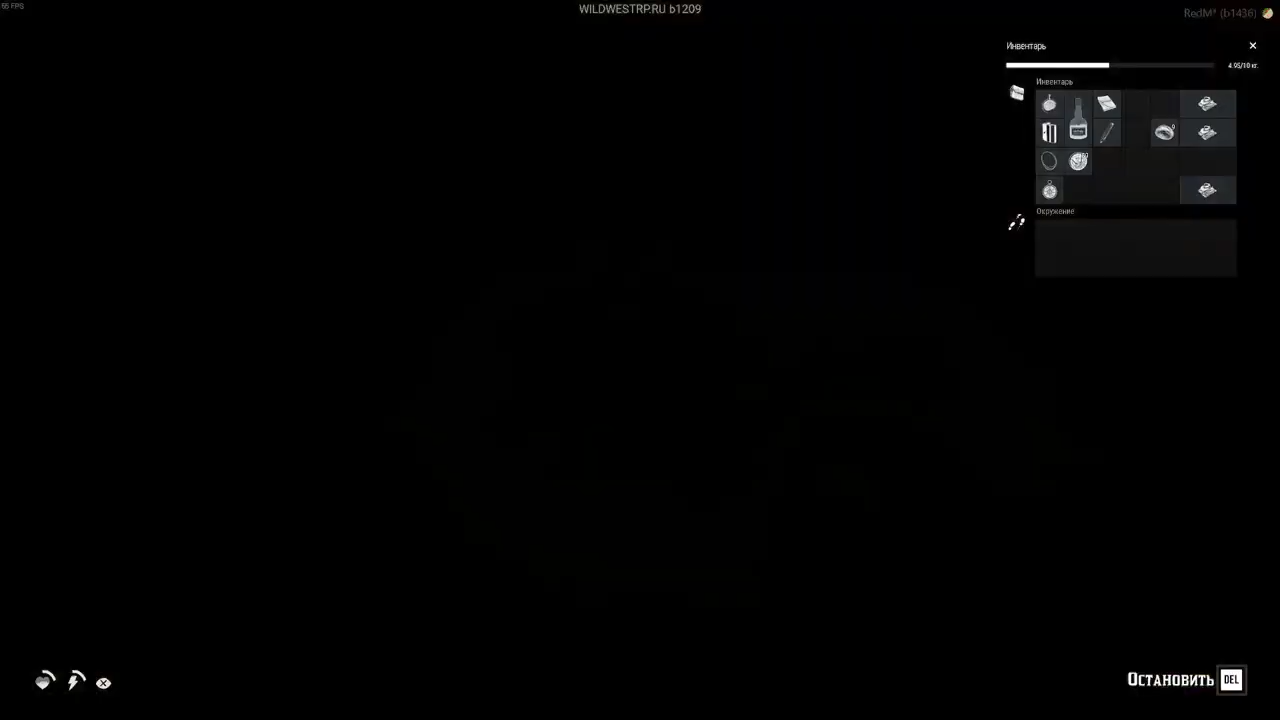 55 FPS
WILDWESTRP.RU b1209
RedM® (b1436)
Инвентарь
4.95/10 кг.
Инвентарь
Окружение
Остановить DEL